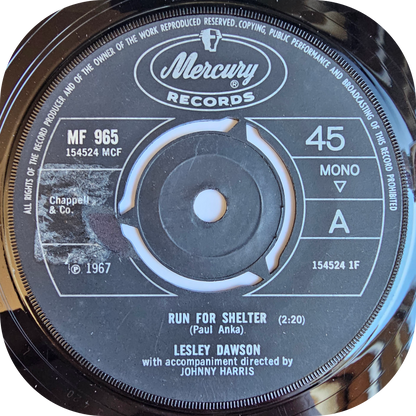 ALL RIGHTS OF THE RECORD PRODUCER AND OF THE OWNER OF THE WORK REPRODUCED RESERVED. COPYING, PUBLIC PERFORMANCE AND BROADCASTING OF THIS RECORD PROHIBITED
Mercury®
RECORDS
MF 965
154524 MCF
45
MONO
Chappell
& Co.
A
℗ 1967
154524 1F
RUN FOR SHELTER (2:20)
(Paul Anka)
LESLEY DAWSON
with accompaniment directed by
JOHNNY HARRIS